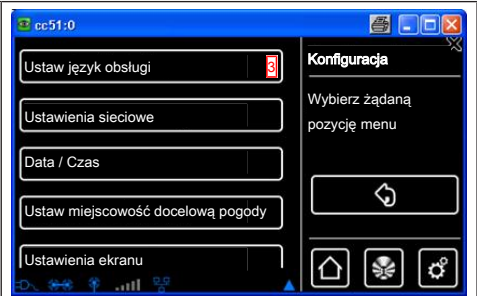 cc51:0
Ustaw język obsługi
3
Ustawienia sieciowe
Data / Czas
Ustaw miejscowość docelową pogody
Ustawienia ekranu
Konfiguracja
Wybierz żądaną
pozycję menu